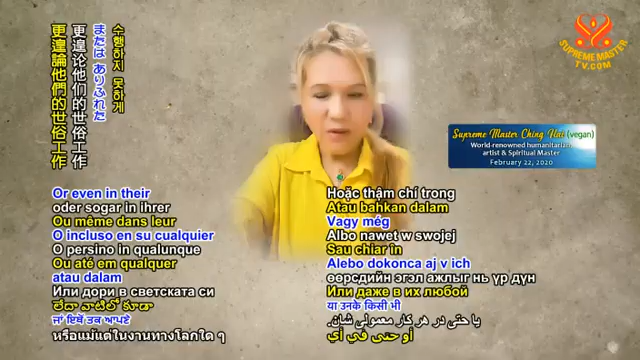 수행하지 못하게
または ありふれた
更遑论他们的世俗工作
更遑論他們的世俗工作
SUPREME MASTER
TV.COM
Supreme Master Ching Hai (vegan)
World-renowned humanitarian,
artist & Spiritual Master
February 22, 2020
Or even in their
oder sogar in ihrer
Ou même dans leur
O incluso en su cualquier
O persino in qualunque
Ou até em qualquer
atau dalam
Или дори в светската си
లేదా వాటిలో కూడా
ਜਾਂ ਇਥੋਂ ਤਕ ਆਪਣੇ
หรือแม้แต่ในงานทางโลกใด ๆ
Hoặc thậm chí trong
Atau bahkan dalam
Vagy még
Albo nawet w swojej
Sau chiar în
Alebo dokonca aj v ich
өөрсдийн эгэл ажлыг нь үр дүн
Или даже в их любой
या उनके किसी भी
یا حتی در هر کار معمولی شان.
أو حتى في أي